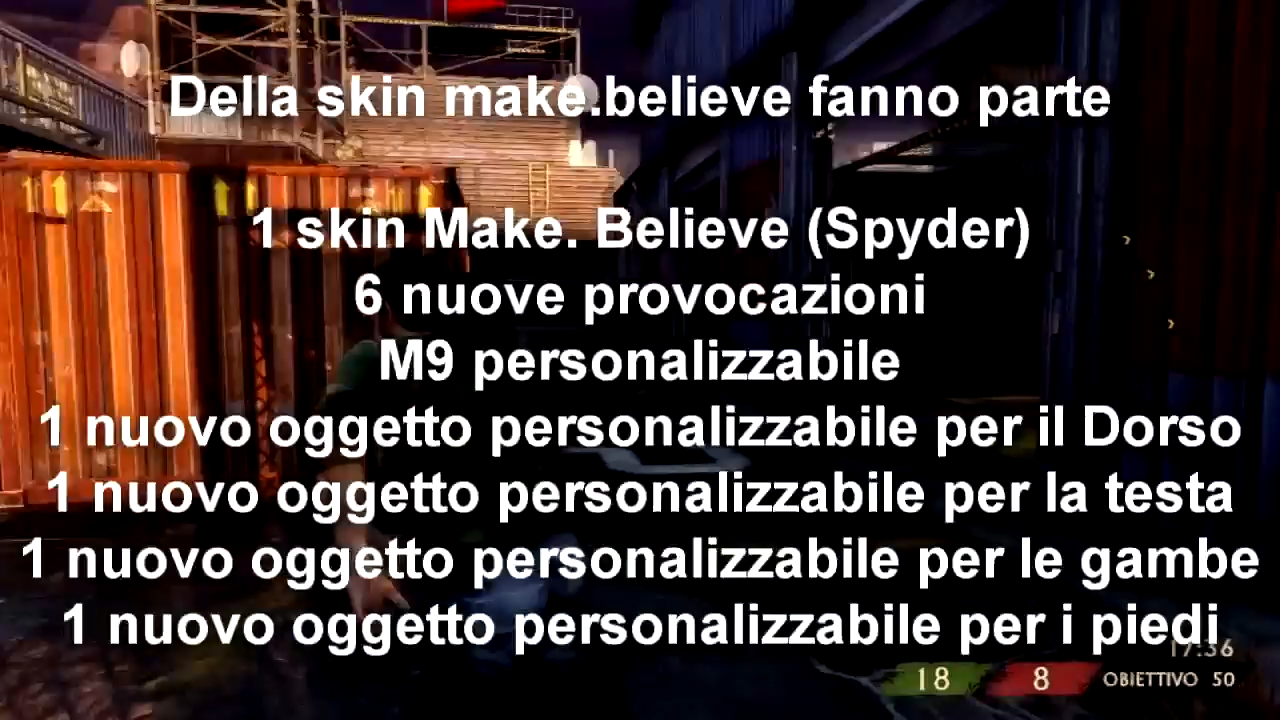 Della skin make.believe fanno parte
1 skin Make. Believe (Spyder)
6 nuove provocazioni
M9 personalizzabile
1 nuovo oggetto personalizzabile per il Dorso
1 nuovo oggetto personalizzabile per la testa
1 nuovo oggetto personalizzabile per le gambe
1 nuovo oggetto personalizzabile per i piedi
17:36
18 8 OBIETTIVO 50